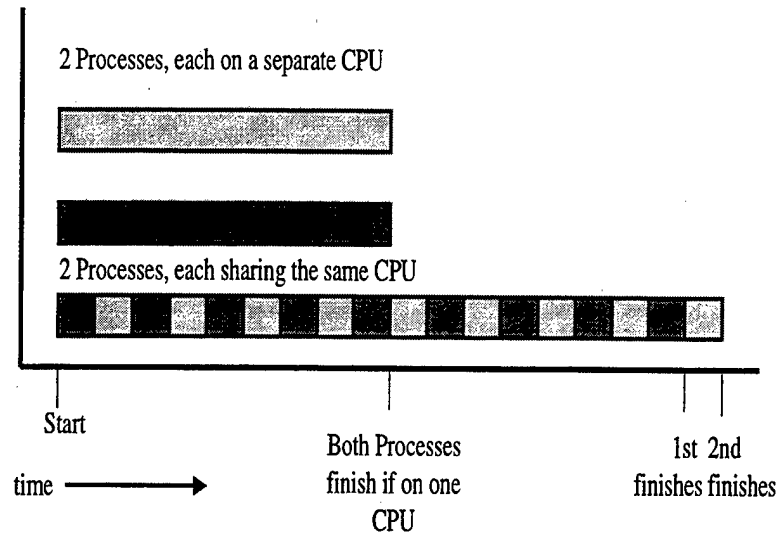 2 Processes, each on a separate CPU
2 Processes, each sharing the same CPU
Start
Both Processes
finish if on one
CPU
1st 2nd
finishes finishes
time